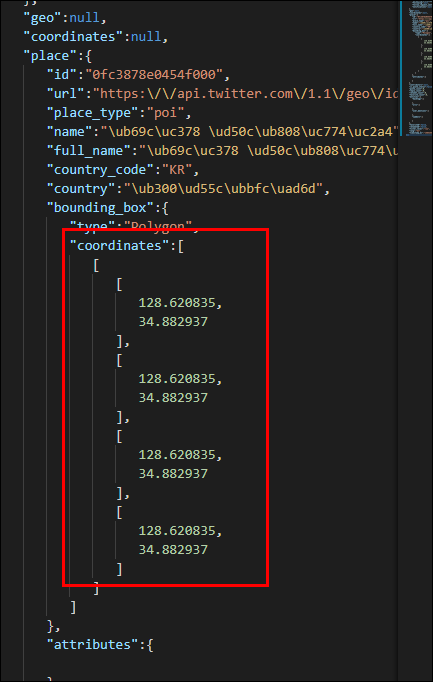 },
"geo":null,
"coordinates":null,
"place":{
"id":"0fc3878e0454f000",
"url":"https:\/\/api.twitter.com\/1.1\/geo\/id
"place_type":"poi",
"name":"\ub69c\uc378 \ud50c\ub808\uc774\uc2a4"
"full_name":"\ub69c\uc378 \ud50c\ub808\uc774\u
"country_code":"KR",
"country":"\ub300\ud55c\ubbfc\uad6d",
"bounding_box":{
"type":"Polygon",
"coordinates":[
[
[
128.620835,
34.882937
],
[
128.620835,
34.882937
],
[
128.620835,
34.882937
],
[
128.620835,
34.882937
]
]
]
},
"attributes":{
}